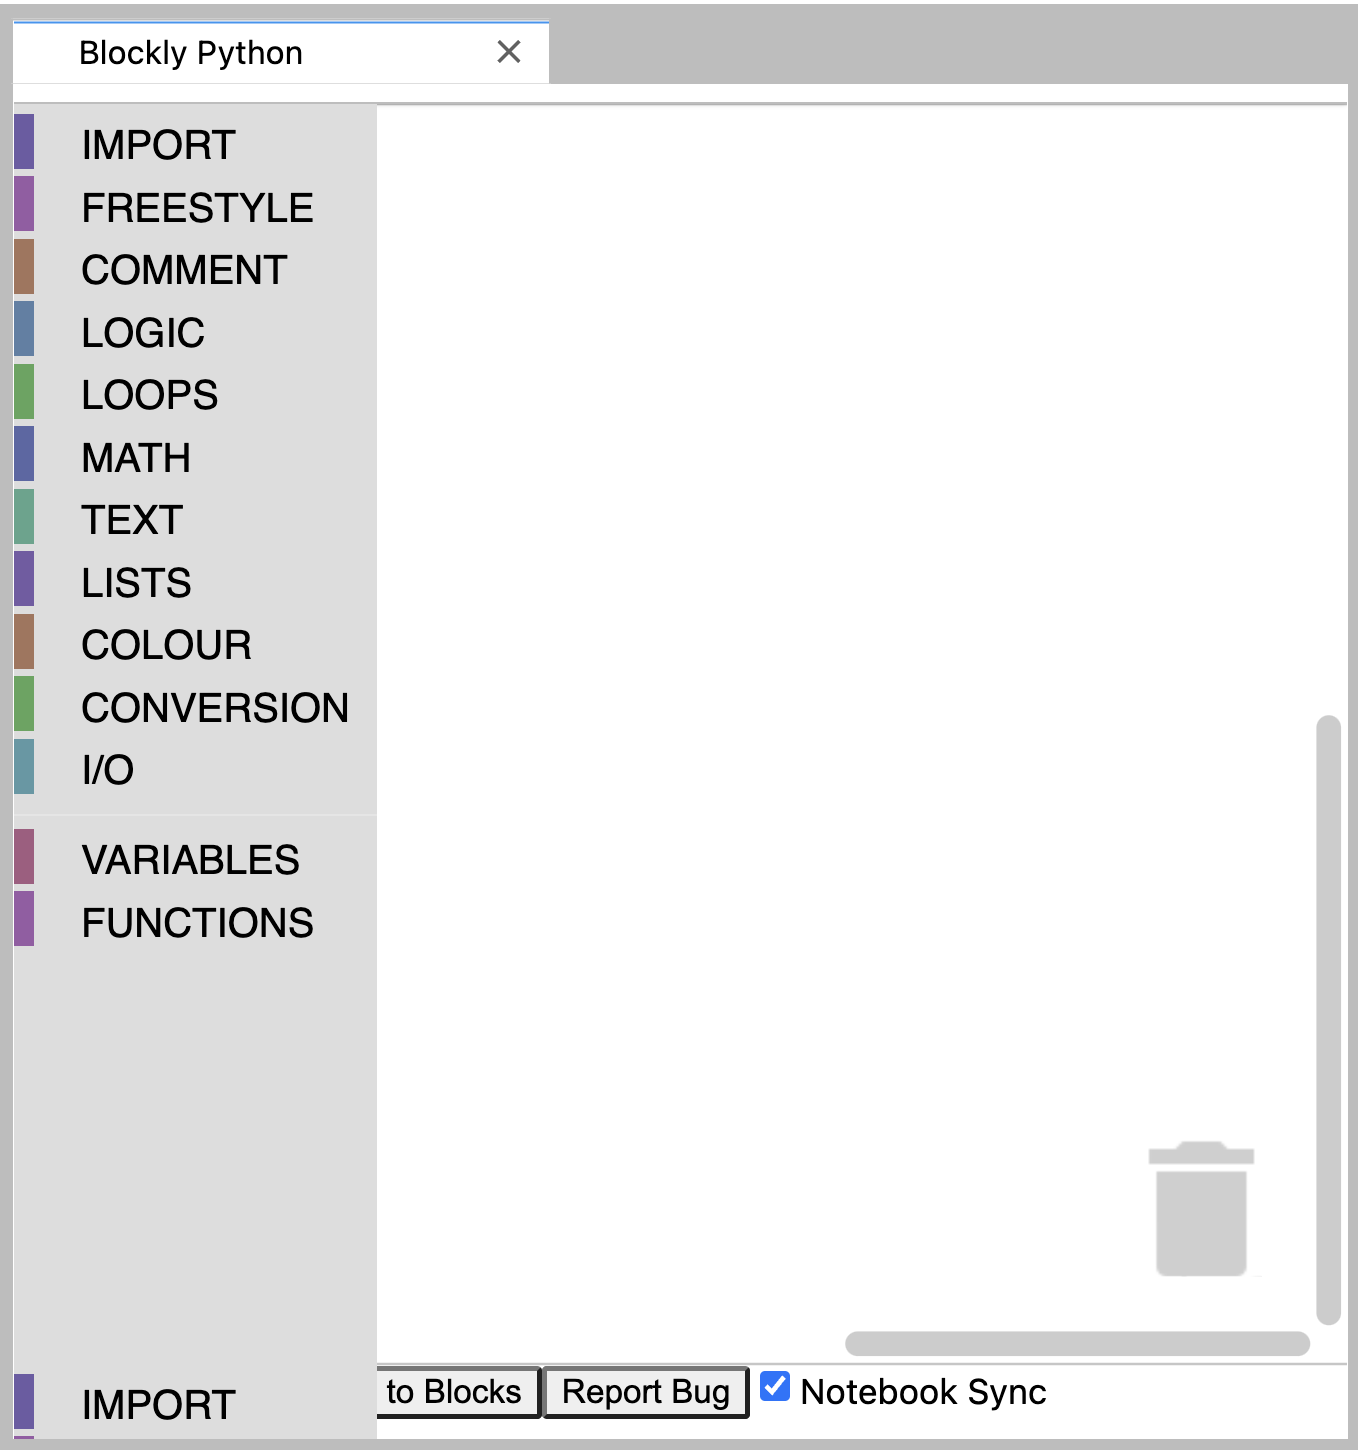 Blockly Python
IMPORT
FREESTYLE
COMMENT
LOGIC
LOOPS
MATH
TEXT
LISTS
COLOUR
CONVERSION
I/O
VARIABLES
FUNCTIONS
IMPORT
to Blocks Report Bug Notebook Sync